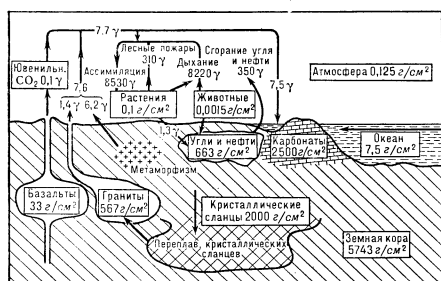 7.7 γ
Лесные пожары
310 γ
Сгорание угля
и нефти
350 γ
Ювенильн.
CO₂ 0,1 γ
Ассимиляция
8530 γ
Дыхание
8220 γ
7,6
7,5 γ
Атмосфера 0,125 г/см²
1,4 γ 6,2 γ
Растения
0,1 г/см²
Животные
0,0015 г/см²
1,3 γ
Угли и нефти
663 г/см²
Карбонаты
2500 г/см²
Океан
7,5 г/см²
Метаморфизм
Базальты
33 г/см²
Граниты
567 г/см²
Кристаллические
сланцы 2000 г/см²
Переплав. кристаллических
сланцев
Земная кора
5743 г/см²